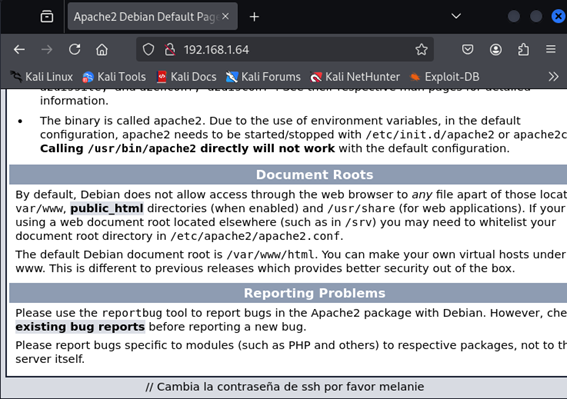 Apache2 Debian Default Pag
192.168.1.64
Kali Linux Kali Tools Kali Docs Kali Forums Kali NetHunter Exploit-DB
information.
The binary is called apache2. Due to the use of environment variables, in the default
configuration, apache2 needs to be started/stopped with /etc/init.d/apache2 or apache2c
Calling /usr/bin/apache2 directly will not work with the default configuration.
Document Roots
By default, Debian does not allow access through the web browser to any file apart of those locat
var/www, public_html directories (when enabled) and /usr/share (for web applications). If your
using a web document root located elsewhere (such as in /srv) you may need to whitelist your
document root directory in /etc/apache2/apache2.conf.
The default Debian document root is /var/www/html. You can make your own virtual hosts under
www. This is different to previous releases which provides better security out of the box.
Reporting Problems
Please use the reportbug tool to report bugs in the Apache2 package with Debian. However, che
existing bug reports before reporting a new bug.
Please report bugs specific to modules (such as PHP and others) to respective packages, not to th
server itself.
// Cambia la contraseña de ssh por favor melanie